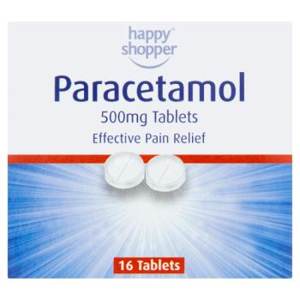 happy
shopper
Paracetamol
500mg Tablets
Effective Pain Relief
16 Tablets